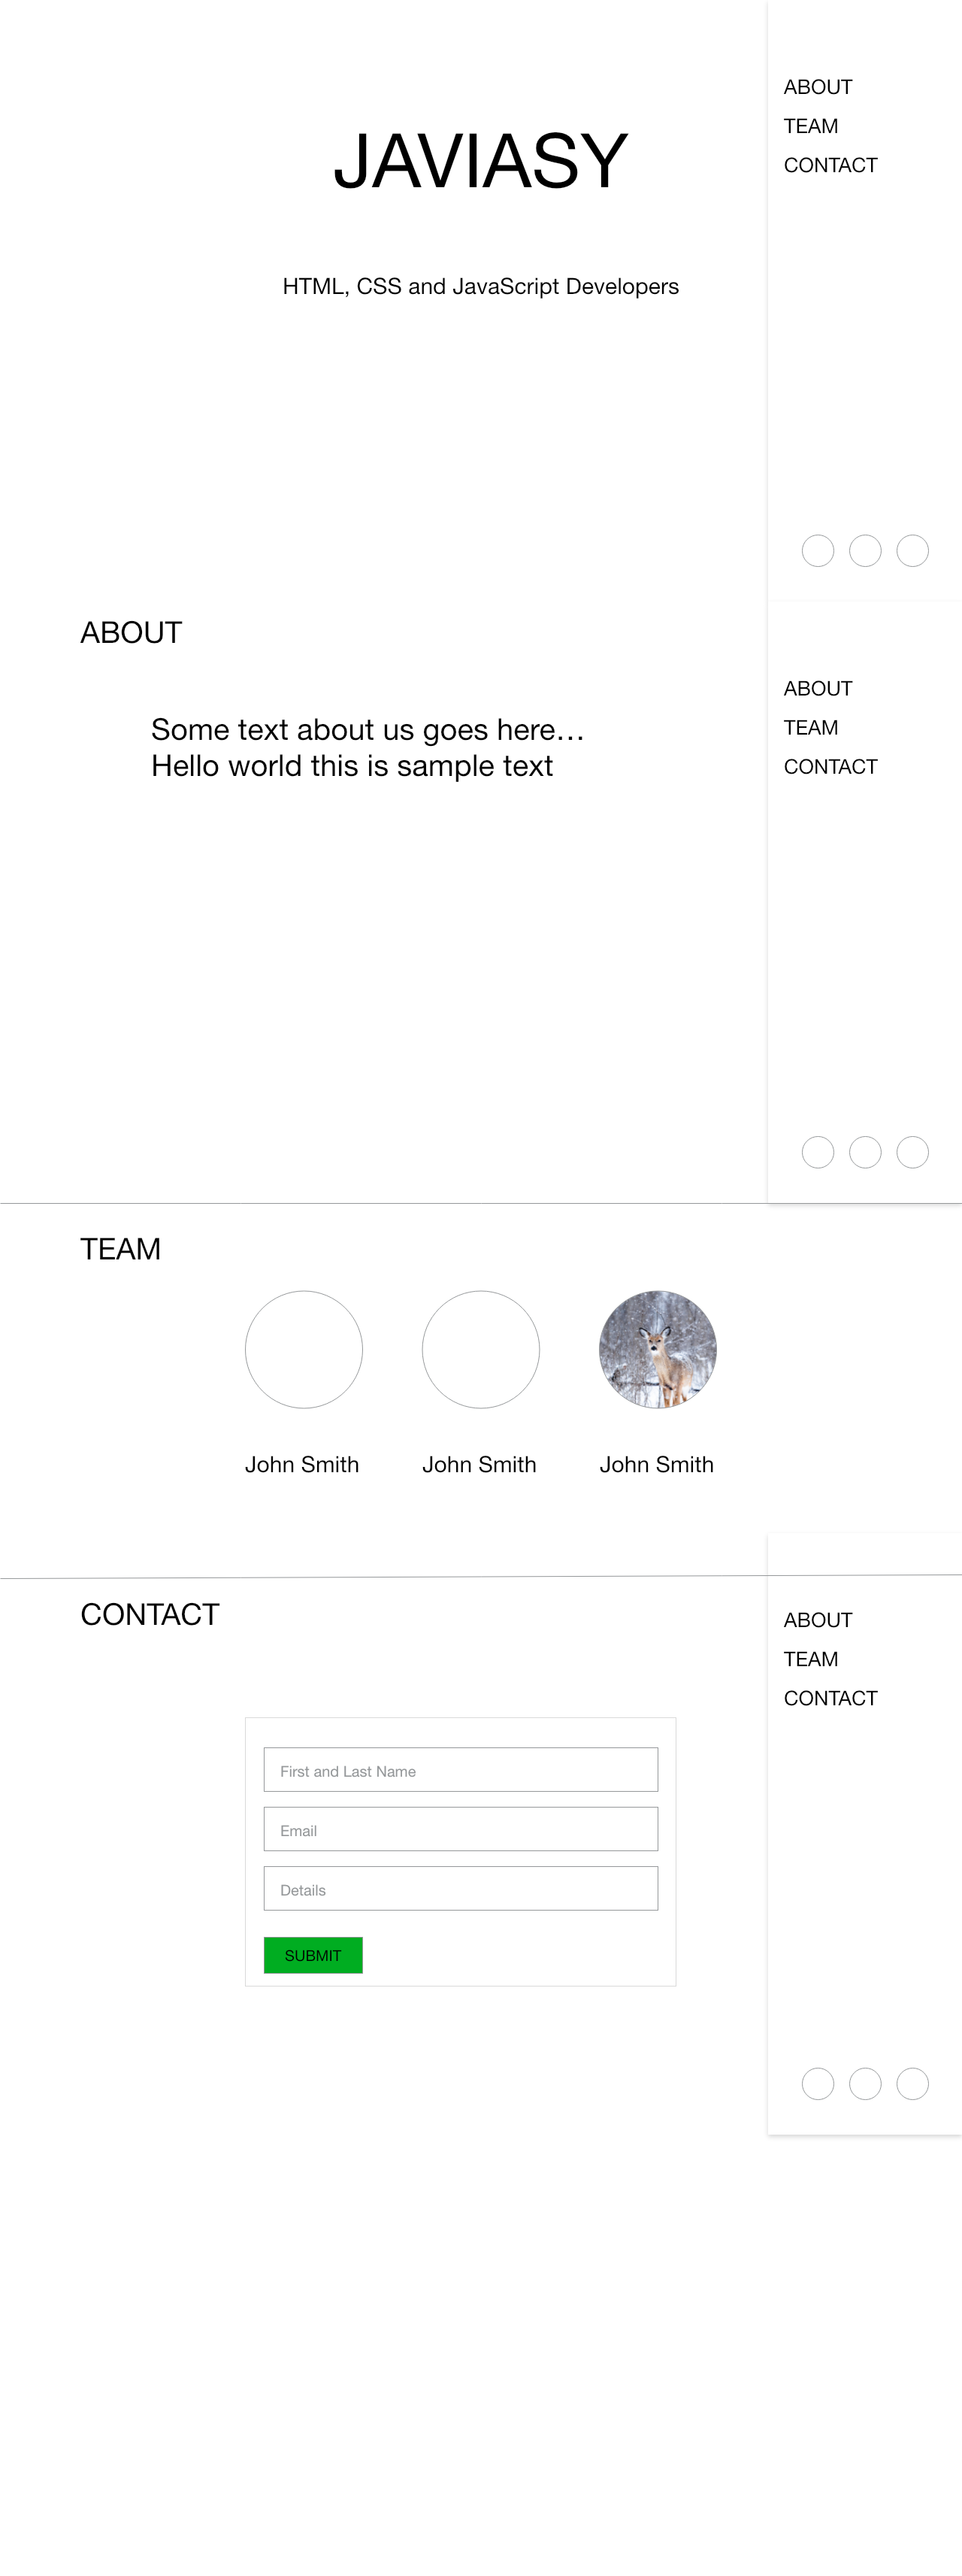 JAVIASY
HTML, CSS and JavaScript Developers
ABOUT
TEAM
CONTACT
ABOUT
Some text about us goes here…
Hello world this is sample text
ABOUT
TEAM
CONTACT
TEAM
John Smith
John Smith
John Smith
CONTACT
First and Last Name
Email
Details
SUBMIT
ABOUT
TEAM
CONTACT